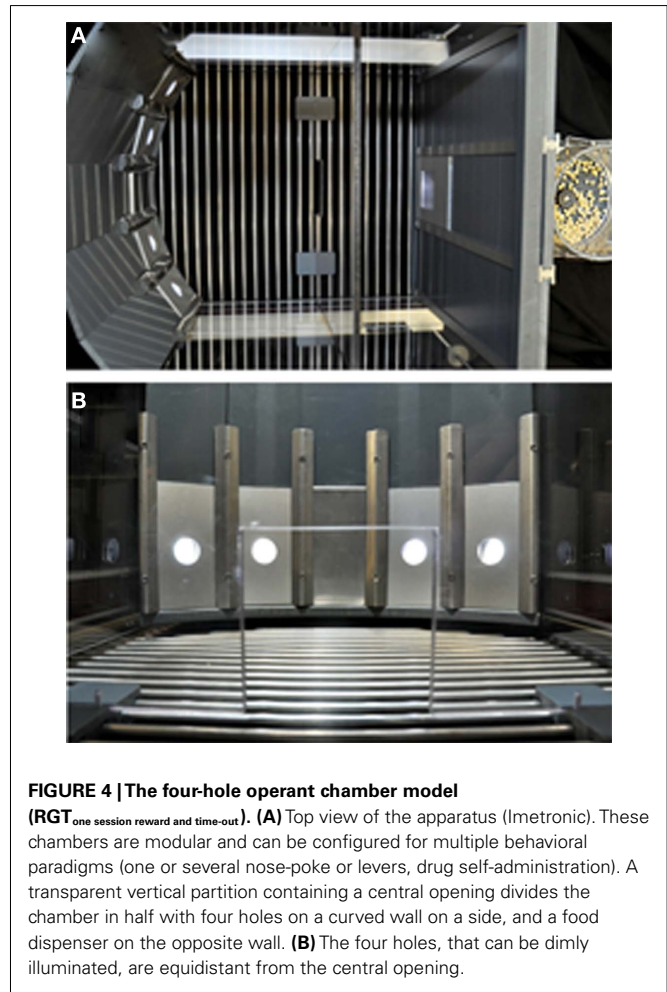 A
B
FIGURE 4 | The four-hole operant chamber model
(RGT one session reward and time-out). (A) Top view of the apparatus (Imetronic). These
chambers are modular and can be configured for multiple behavioral
paradigms (one or several nose-poke or levers, drug self-administration). A
transparent vertical partition containing a central opening divides the
chamber in half with four holes on a curved wall on a side, and a food
dispenser on the opposite wall. (B) The four holes, that can be dimly
illuminated, are equidistant from the central opening.